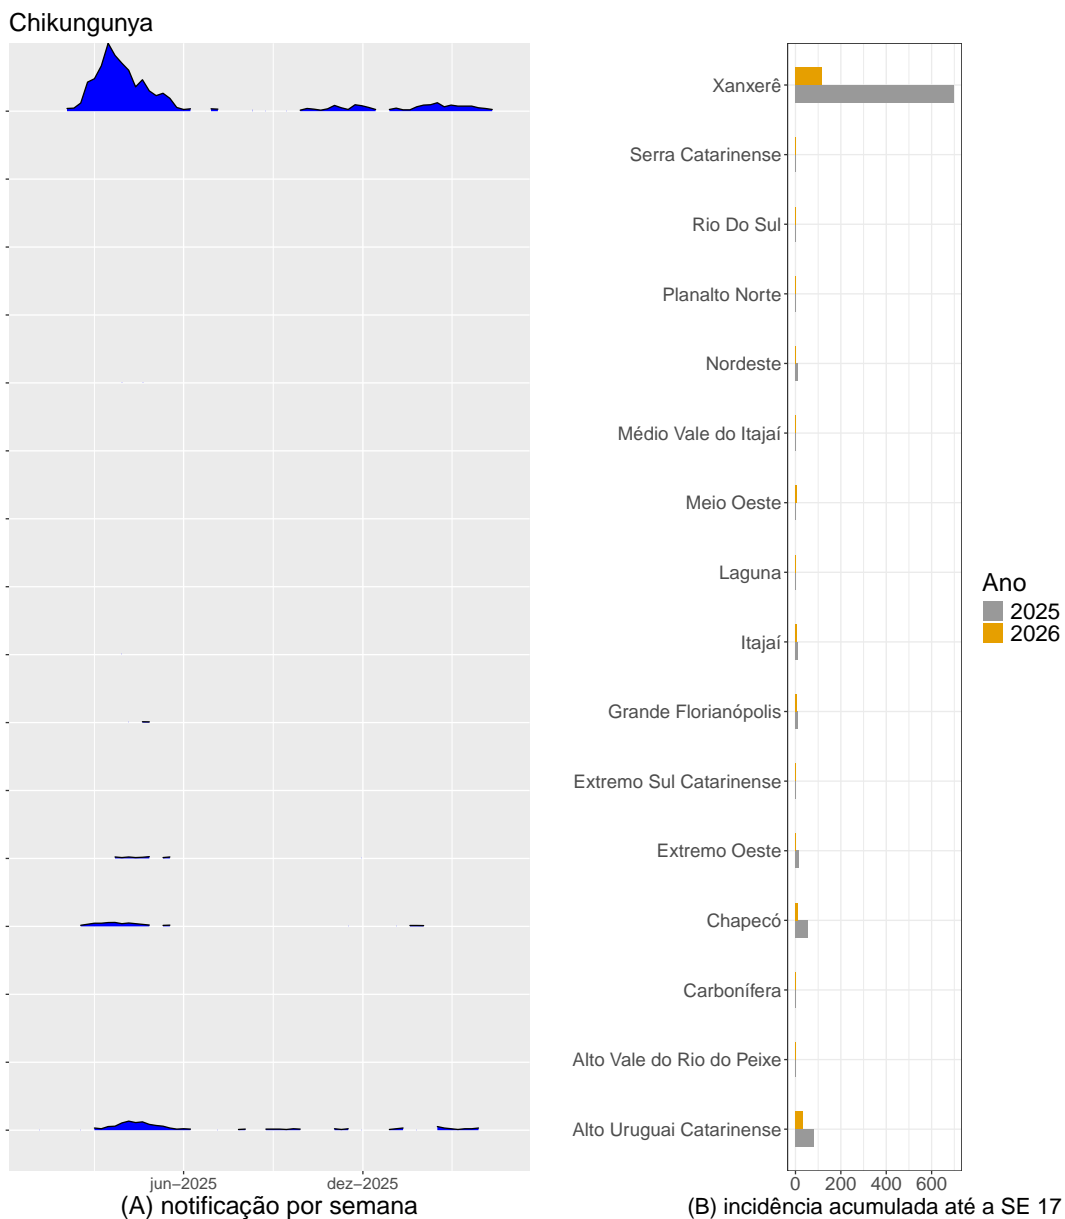 Chikungunya
Xanxerê
Serra Catarinense
Rio Do Sul
Planalto Norte
Nordeste
Médio Vale do Itajaí
Meio Oeste
Laguna
Itajaí
Grande Florianópolis
Extremo Sul Catarinense
Extremo Oeste
Chapecó
Carbonífera
Alto Vale do Rio do Peixe
Alto Uruguai Catarinense
Ano
2025
2026
jun−2025 dez−2025
(A) notificação por semana
0 200 400 600
(B) incidência acumulada até a SE 17